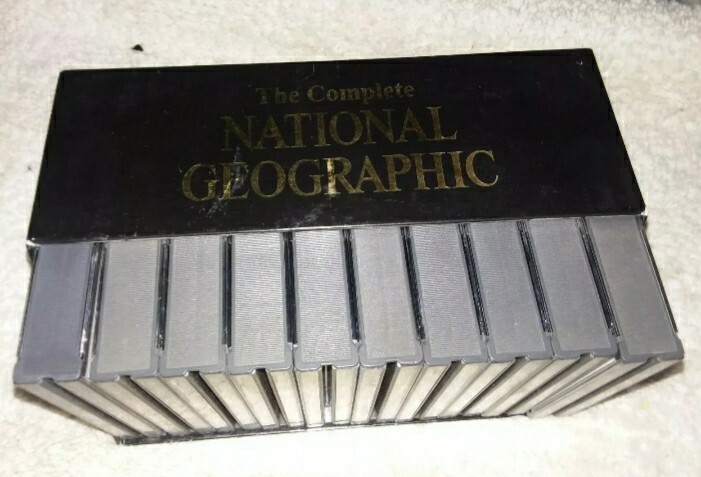 The Complete
NATIONAL
GEOGRAPHIC